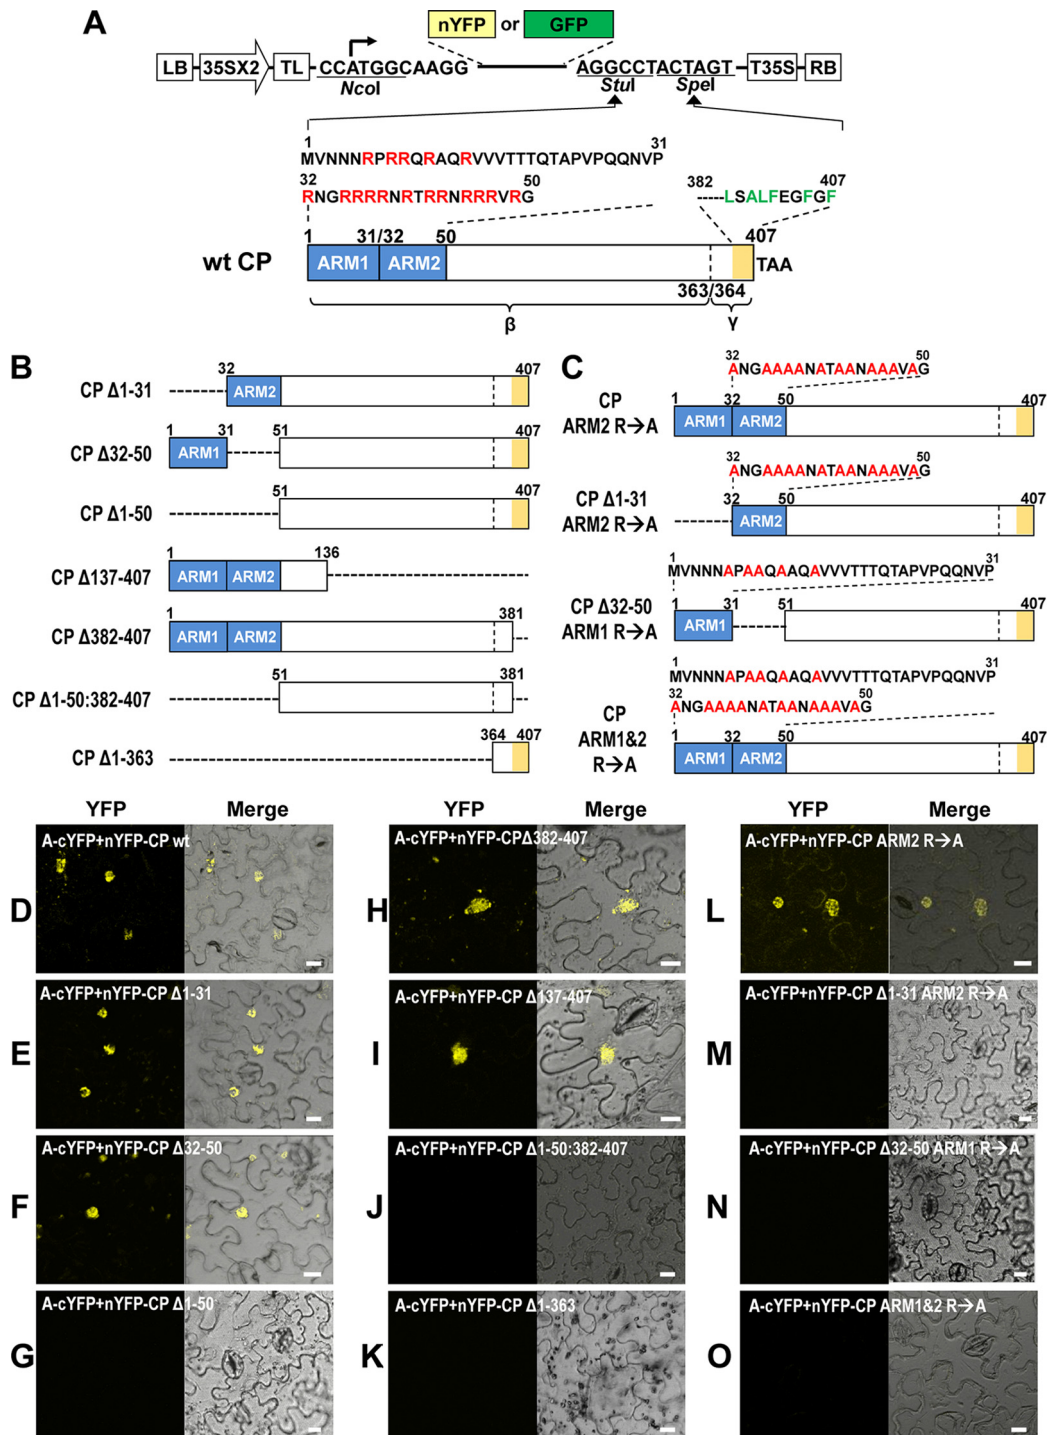 A
nYFP or GFP
LB 35SX2 TL CCATGGCAAGG AGGCCTACTAGT T35S RB
NcoI StuI SpeI
1 31
MVNNNRPRRQRAQRVVVTTTQTAPVPQQNVP
32 50 382 407
RNGRRRRNRTRRNRRRVRG LSALFEGFGF
1 31/32 50 407
wt CP ARM1 ARM2 TAA
363/364
β γ
B
32 407
CP Δ1-31 ARM2
1 31 51 407
CP Δ32-50 ARM1
51 407
CP Δ1-50
1 136
CP Δ137-407 ARM1 ARM2
1 381
CP Δ382-407 ARM1 ARM2
51 381
CP Δ1-50:382-407
364 407
CP Δ1-363
C
32 50
ANGAAAANATAANAAAVAG
1 32 50 407
CP
ARM2 R→A
ARM1 ARM2
32 50
ANGAAAANATAANAAAVAG
32 50 407
CP Δ1-31
ARM2 R→A
ARM2
1 31
MVNNNAPAAQAAQAVVVTTTQTAPVPQQNVP
1 31 51 407
CP Δ32-50
ARM1 R→A
ARM1
1 31
MVNNNAPAAQAAQAVVVTTTQTAPVPQQNVP
32 50
ANGAAAANATAANAAAVAG
1 32 50 407
CP
ARM1&2
R→A
ARM1 ARM2
YFP Merge
D A-cYFP+nYFP-CP wt
E A-cYFP+nYFP-CP Δ1-31
F A-cYFP+nYFP-CP Δ32-50
G A-cYFP+nYFP-CP Δ1-50
YFP Merge
H A-cYFP+nYFP-CPΔ382-407
I A-cYFP+nYFP-CP Δ137-407
J A-cYFP+nYFP-CP Δ1-50:382-407
K A-cYFP+nYFP-CP Δ1-363
YFP Merge
L A-cYFP+nYFP-CP ARM2 R→A
M A-cYFP+nYFP-CP Δ1-31 ARM2 R→A
N A-cYFP+nYFP-CP Δ32-50 ARM1 R→A
O A-cYFP+nYFP-CP ARM1&2 R→A